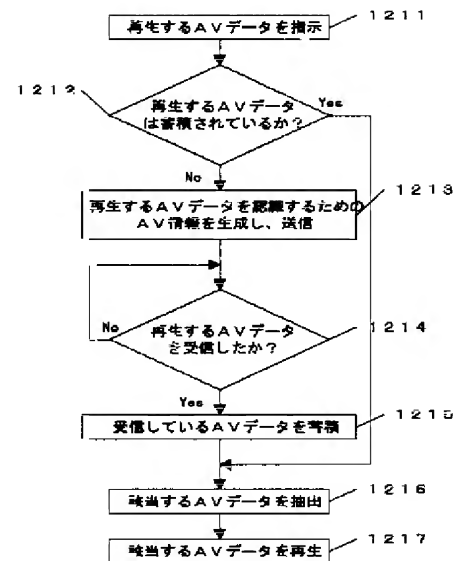 再生するAVデータを指示
1211
1212
再生するAVデータ
は蓄積されているか?
Yes
No
再生するAVデータを認識するための
AV情報を生成し、送信
1213
再生するAVデータ
を受信したか?
No
1214
Yes
受信しているAVデータを蓄積
1215
該当するAVデータを抽出
1216
該当するAVデータを再生
1217